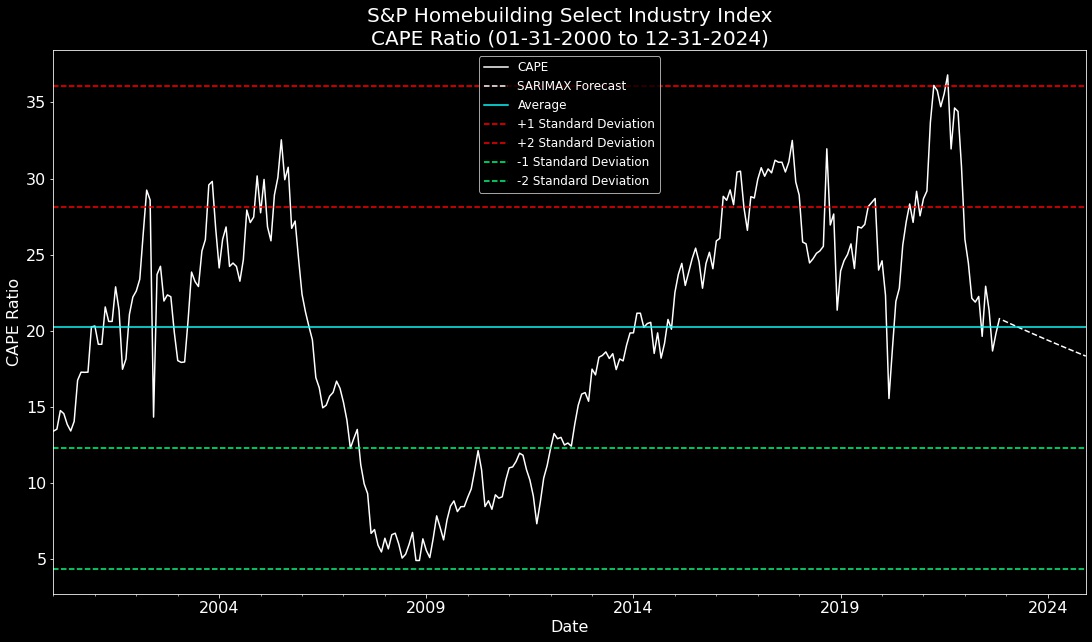 S&P Homebuilding Select Industry Index
CAPE Ratio (01-31-2000 to 12-31-2024)
CAPE
SARIMAX Forecast
Average
+1 Standard Deviation
+2 Standard Deviation
-1 Standard Deviation
-2 Standard Deviation
CAPE Ratio
35
30
25
20
15
10
5
2004
2009
2014
2019
2024
Date